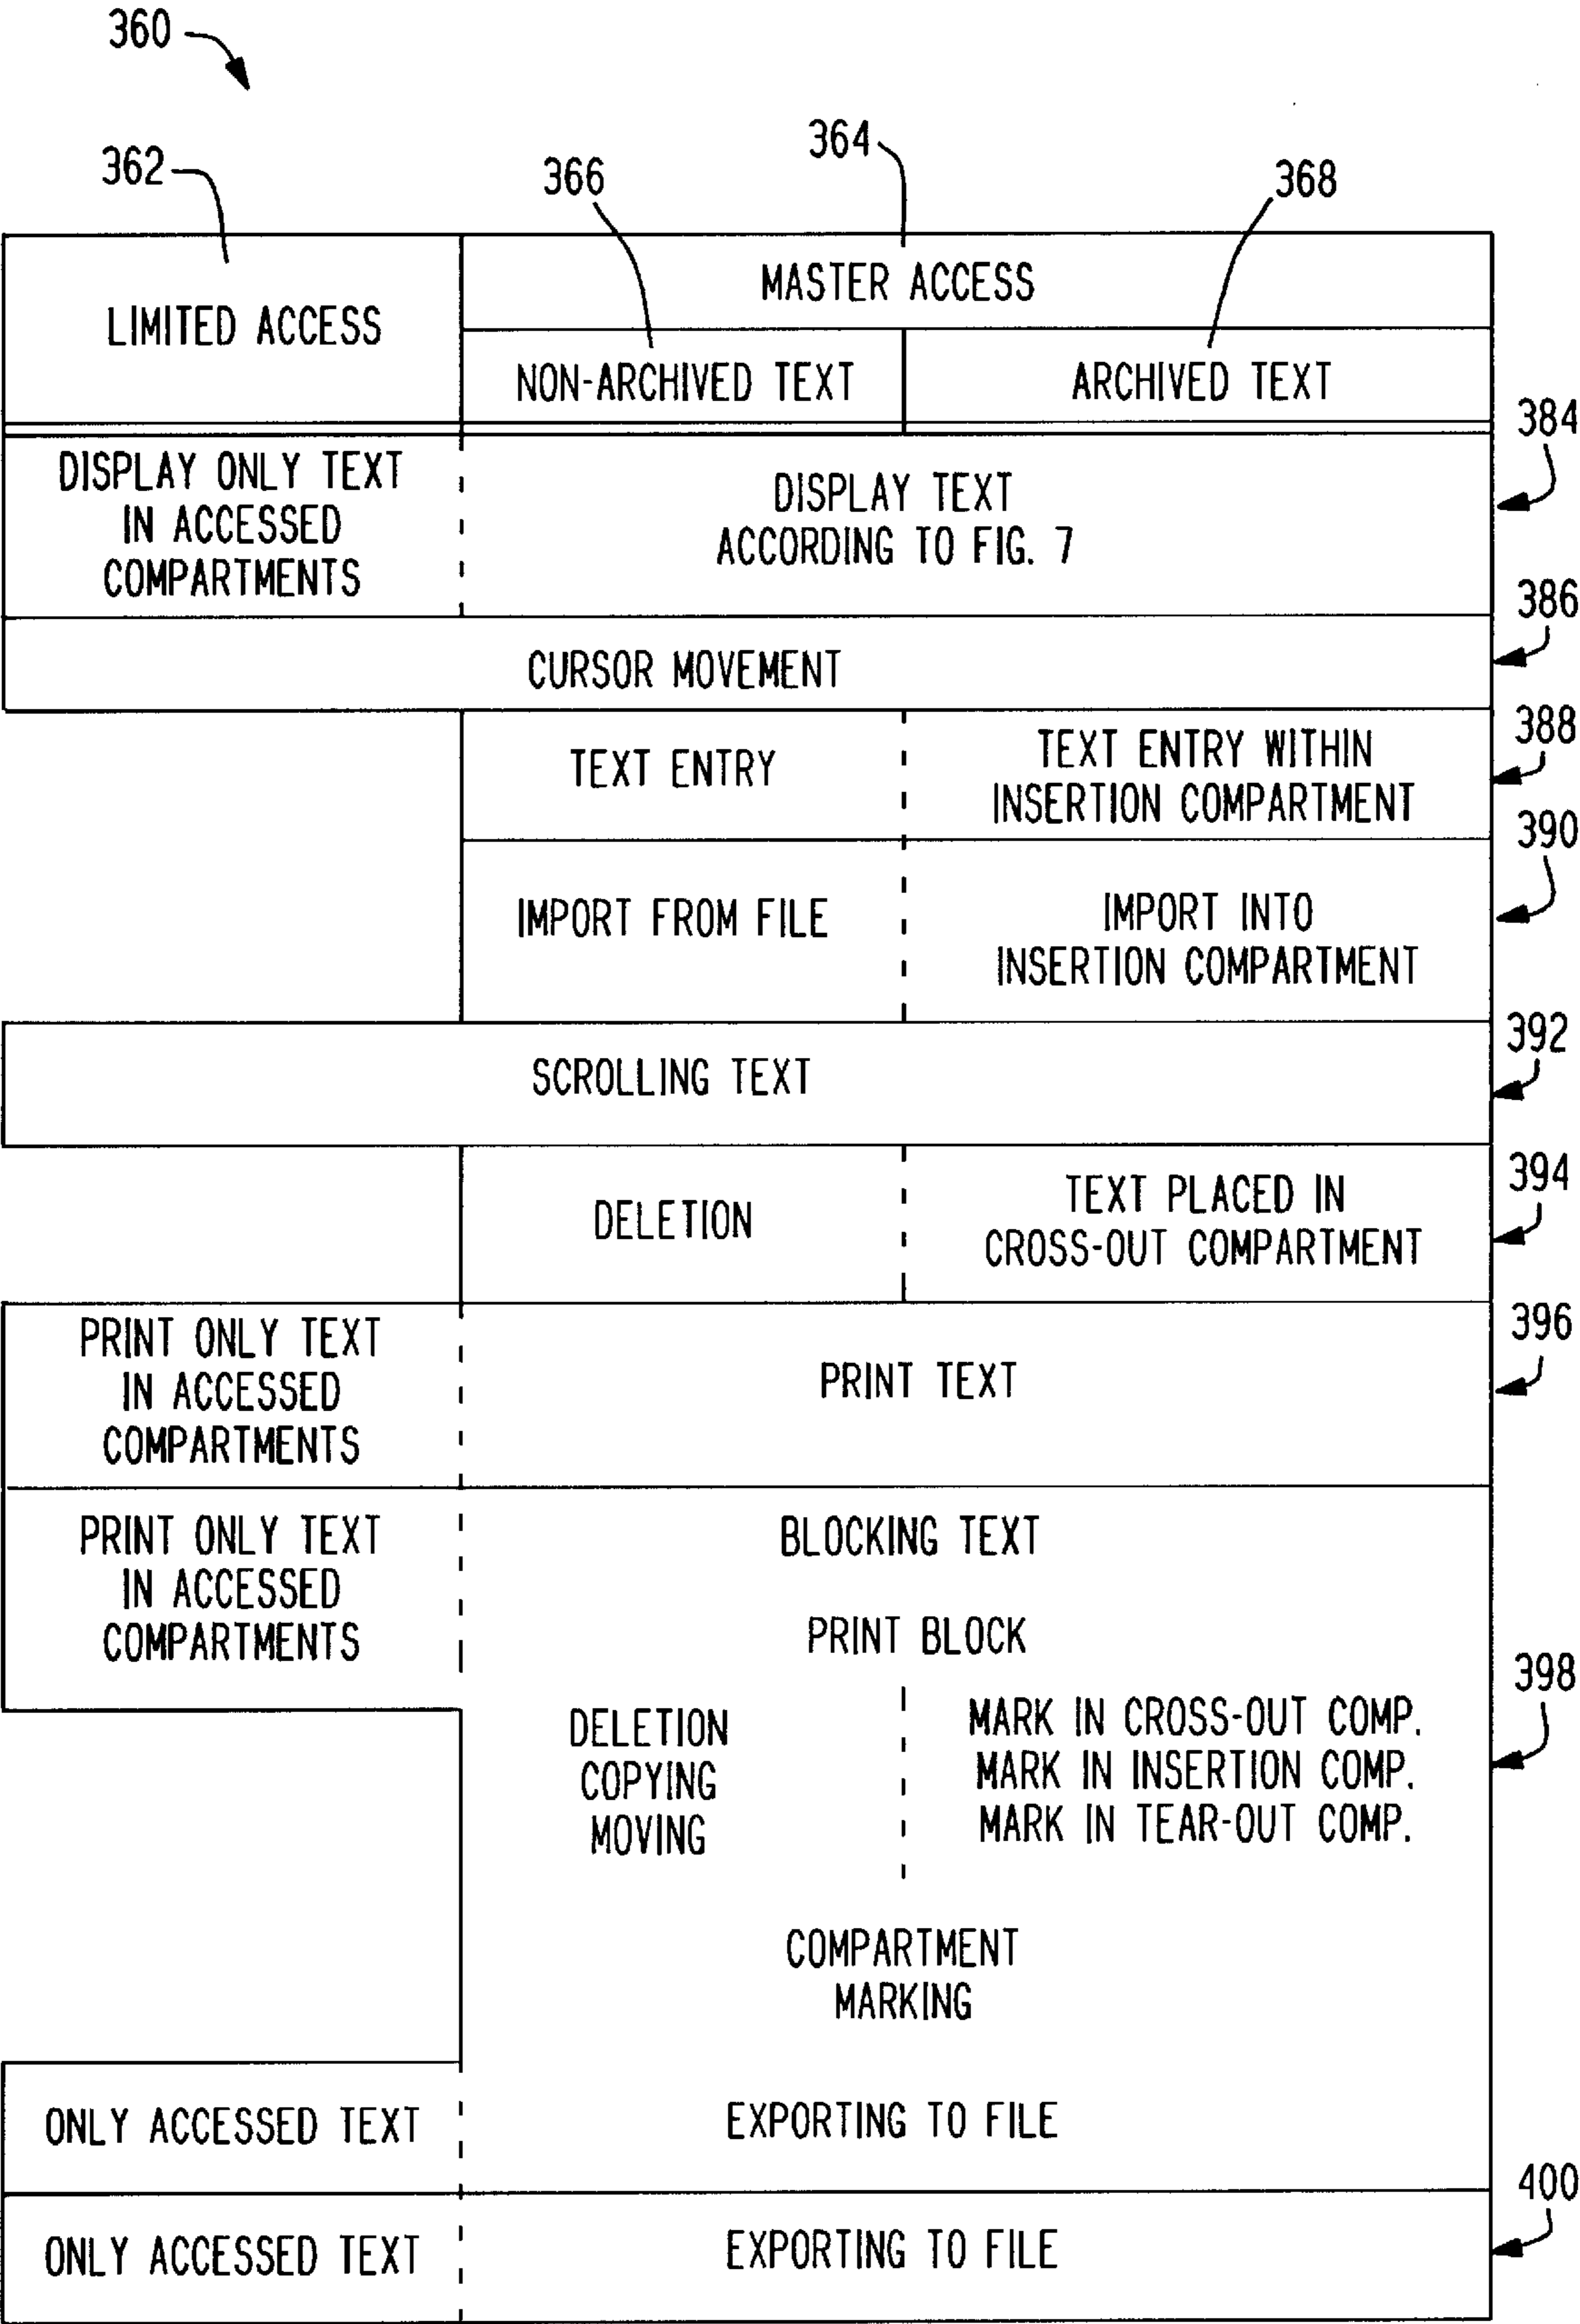 360
362
366
364
368
LIMITED ACCESS
MASTER ACCESS
NON-ARCHIVED TEXT
ARCHIVED TEXT
384
DISPLAY ONLY TEXT
IN ACCESSED
COMPARTMENTS
DISPLAY TEXT
ACCORDING TO FIG. 7
386
CURSOR MOVEMENT
388
TEXT ENTRY
TEXT ENTRY WITHIN
INSERTION COMPARTMENT
390
IMPORT FROM FILE
IMPORT INTO
INSERTION COMPARTMENT
392
SCROLLING TEXT
394
DELETION
TEXT PLACED IN
CROSS-OUT COMPARTMENT
396
PRINT ONLY TEXT
IN ACCESSED
COMPARTMENTS
PRINT TEXT
PRINT ONLY TEXT
IN ACCESSED
COMPARTMENTS
BLOCKING TEXT
PRINT BLOCK
398
DELETION
COPYING
MOVING
MARK IN CROSS-OUT COMP.
MARK IN INSERTION COMP.
MARK IN TEAR-OUT COMP.
COMPARTMENT
MARKING
ONLY ACCESSED TEXT
EXPORTING TO FILE
400
ONLY ACCESSED TEXT
EXPORTING TO FILE